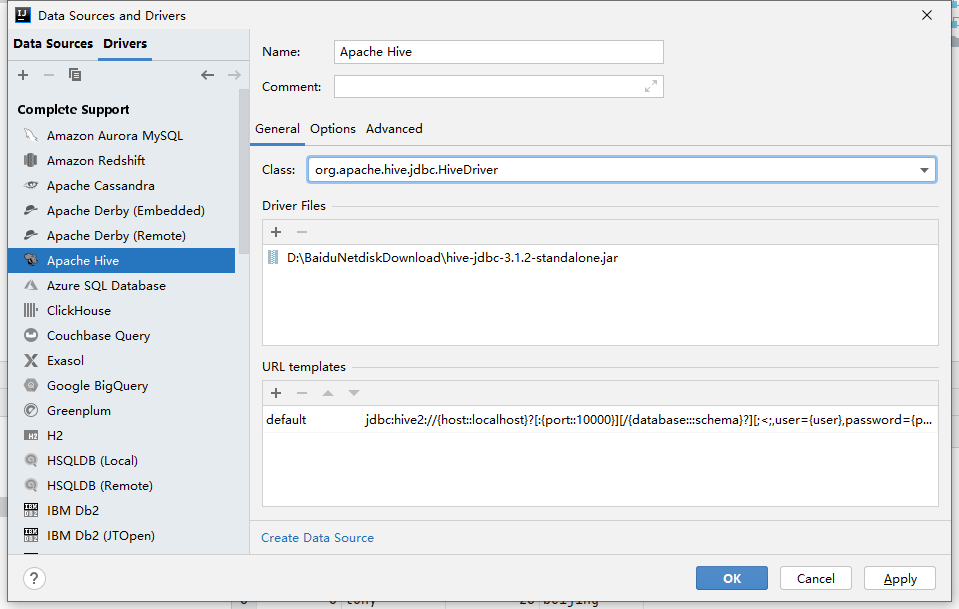 Data Sources and Drivers
Data Sources Drivers
Complete Support
Amazon Aurora MySQL
Amazon Redshift
Apache Cassandra
Apache Derby (Embedded)
Apache Derby (Remote)
Apache Hive
Azure SQL Database
ClickHouse
Couchbase Query
Exasol
Google BigQuery
Greenplum
H2
HSQLDB (Local)
HSQLDB (Remote)
IBM Db2
IBM Db2 (JTOpen)
Name: Apache Hive
Comment:
General Options Advanced
Class: org.apache.hive.jdbc.HiveDriver
Driver Files
D:\BaiduNetdiskDownload\hive-jdbc-3.1.2-standalone.jar
URL templates
default jdbc:hive2://{host::localhost}?[:{port::10000}][/{database:::schema}?][;<;,user={user},password={p...
Create Data Source
?
OK Cancel Apply